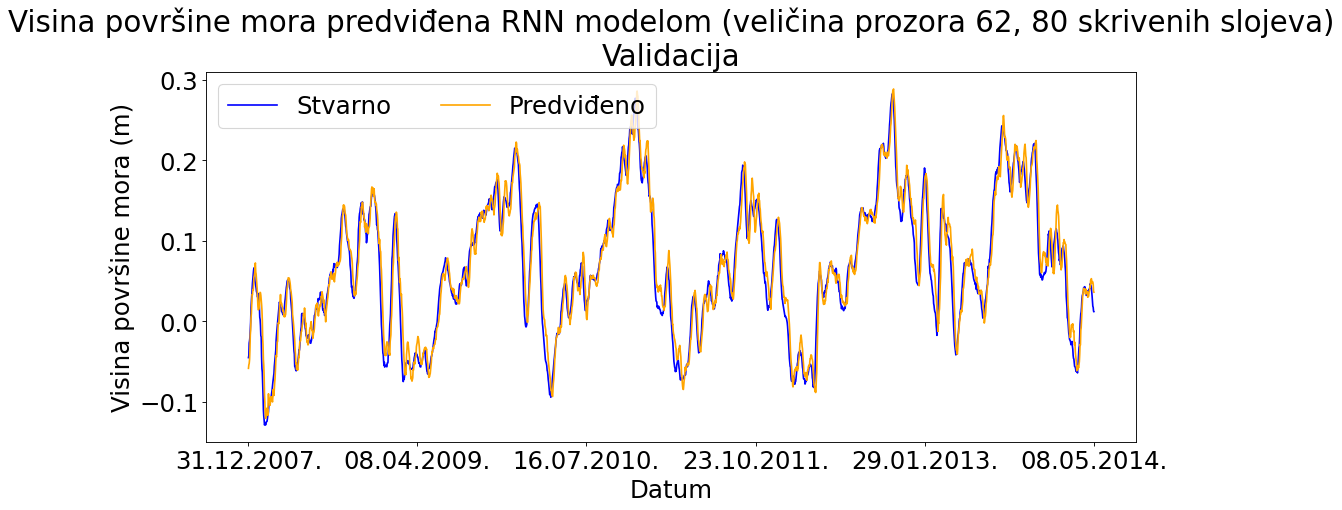 Visina površine mora predviđena RNN modelom (veličina prozora 62, 80 skrivenih slojeva)
Validacija
Stvarno Predviđeno
Visina površine mora (m)
0.3
0.2
0.1
0.0
−0.1
31.12.2007. 08.04.2009. 16.07.2010. 23.10.2011. 29.01.2013. 08.05.2014.
Datum